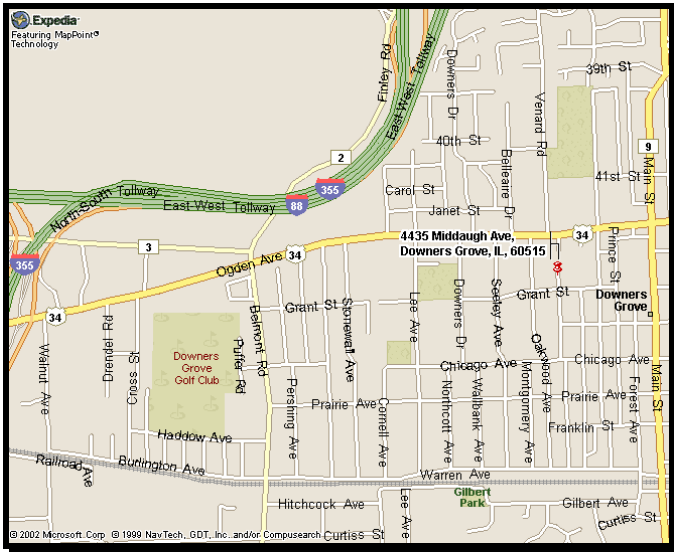 Expedia
Featuring MapPoint®
Technology
Finley Rd
East West Tollway
Downers Dr
39th St
Venard Rd
40th St
Belleaire Dr
9
2
Main St
41st St
355
Carol St
North-South Tollway
East West Tollway
88
Janet St
34
4435 Middaugh Ave,
Downers Grove, IL, 60515
Prince St
3
34
Ogden Ave
355
Grant St
Downers
Grove
34
Grant St
Walnut Ave
Drendel Rd
Cross St
Downers
Grove
Golf Club
Puffer Rd
Belmont Rd
Stonewall Ave
Lee Ave
Downers Dr
Seeley Ave
Oakwood Ave
Chicago Ave
Chicago Ave
Pershing Ave
Prairie Ave
Cornell Ave
Northcott Ave
Wallbank Ave
Montgomery Ave
Prairie Ave
Forest Ave
Main St
Franklin St
Haddow Ave
Railroad Ave
Burlington Ave
Warren Ave
Gilbert
Park
Hitchcock Ave
Lee Ave
Gilbert Ave
Curtiss St
Curtiss St
© 2002 Microsoft Corp © 1999 NavTech, GDT, Inc. and/or Compusearch